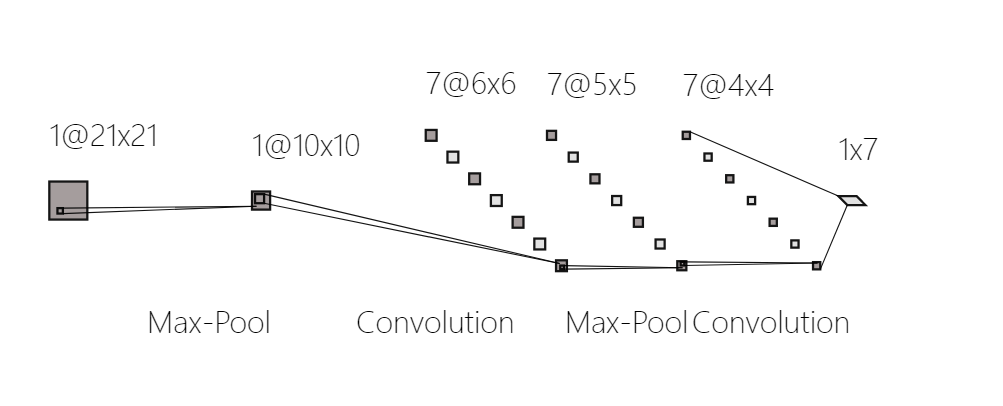 7@6x6
7@5x5
7@4x4
1@21x21
1@10x10
1x7
Max-Pool
Convolution
Max-Pool
Convolution